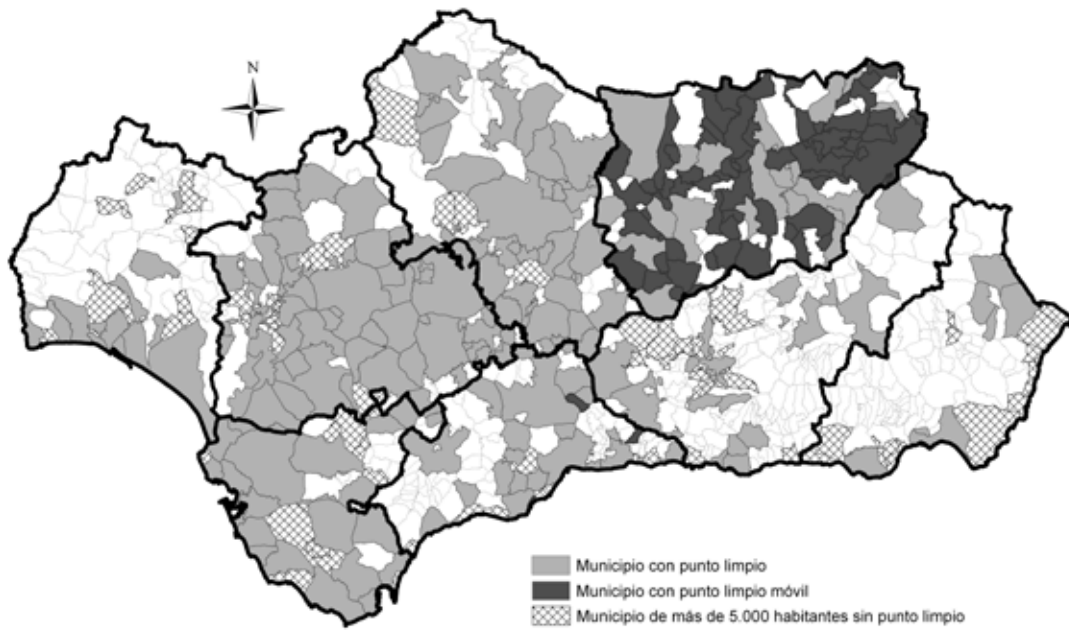 N
Municipio con punto limpio
Municipio con punto limpio móvil
Municipio de más de 5.000 habitantes sin punto limpio